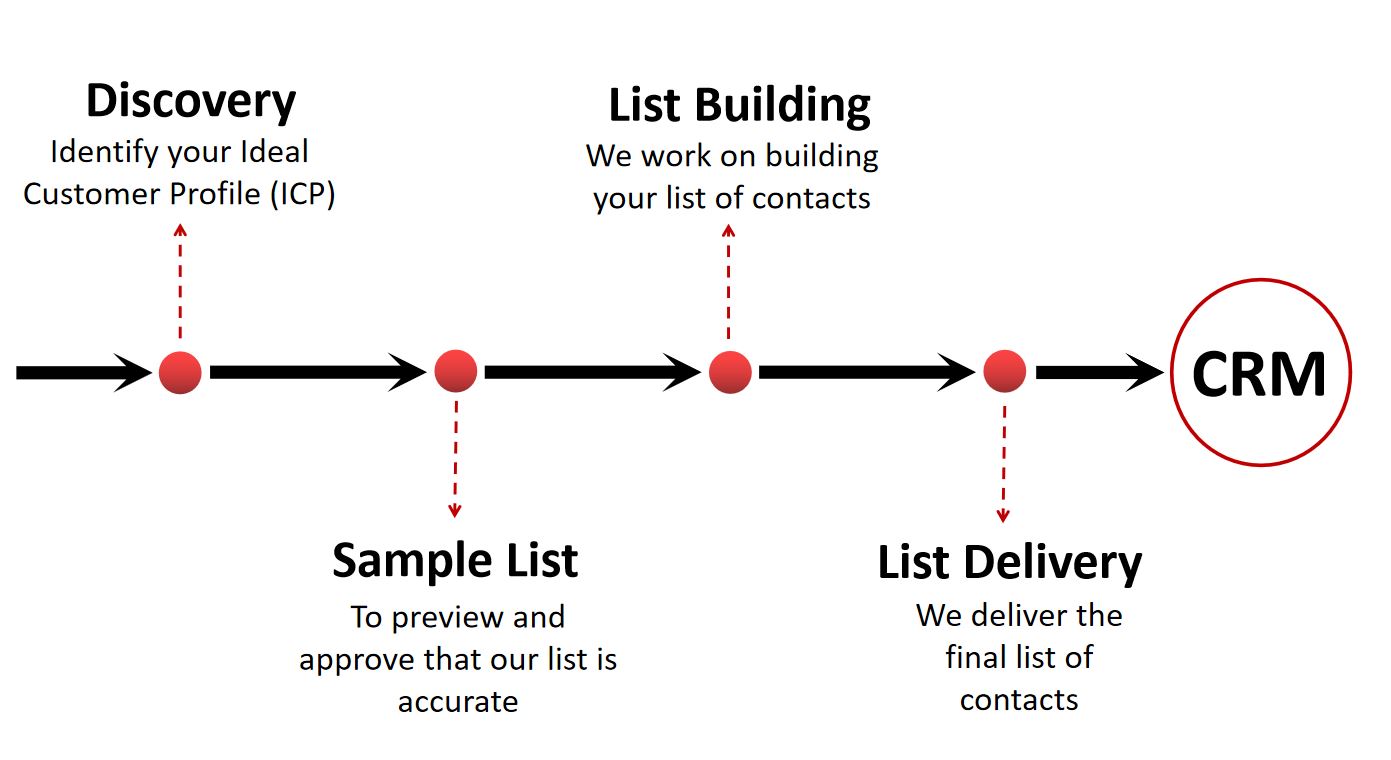 Discovery
Identify your Ideal
Customer Profile (ICP)
List Building
We work on building
your list of contacts
CRM
Sample List
To preview and
approve that our list is
accurate
List Delivery
We deliver the
final list of
contacts